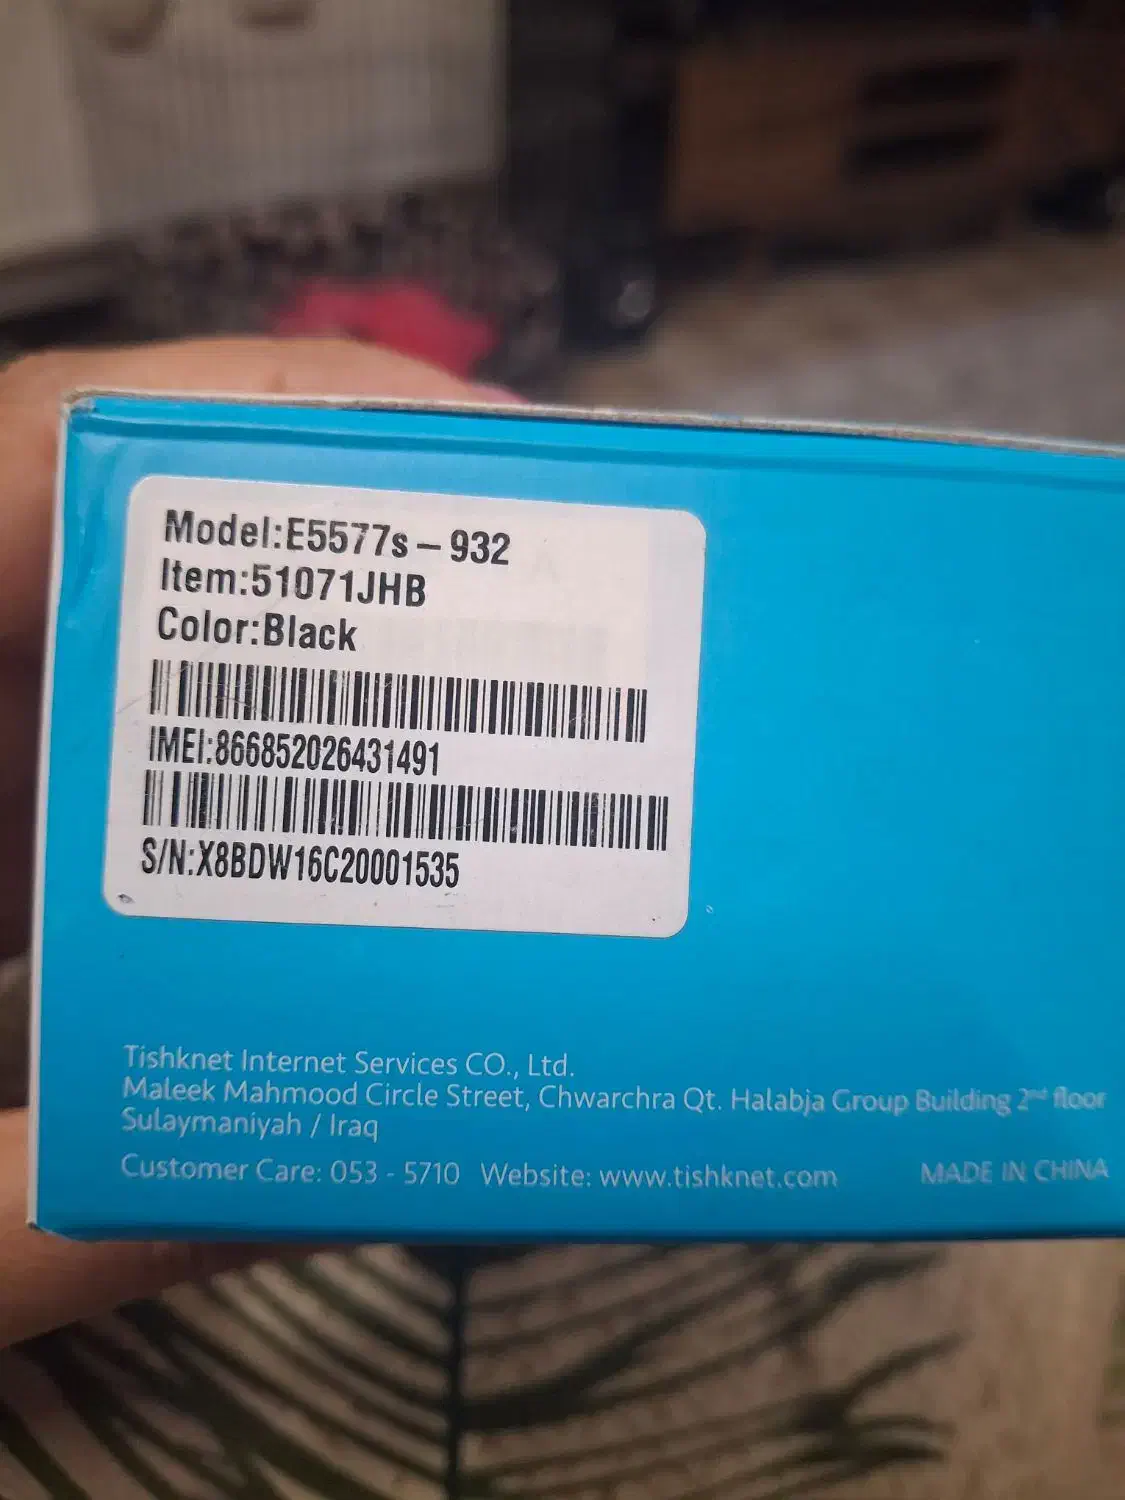 Model:E5577s – 932
Item:51071JHB
Color:Black
IMEI:866852026431491
S/N:X8BDW16C20001535
Tishknet Internet Services CO., Ltd.
Maleek Mahmood Circle Street, Chwarchra Qt. Halabja Group Building 2nd floor
Sulaymaniyah / Iraq
Customer Care: 053 - 5710 Website: www.tishknet.com MADE IN CHINA